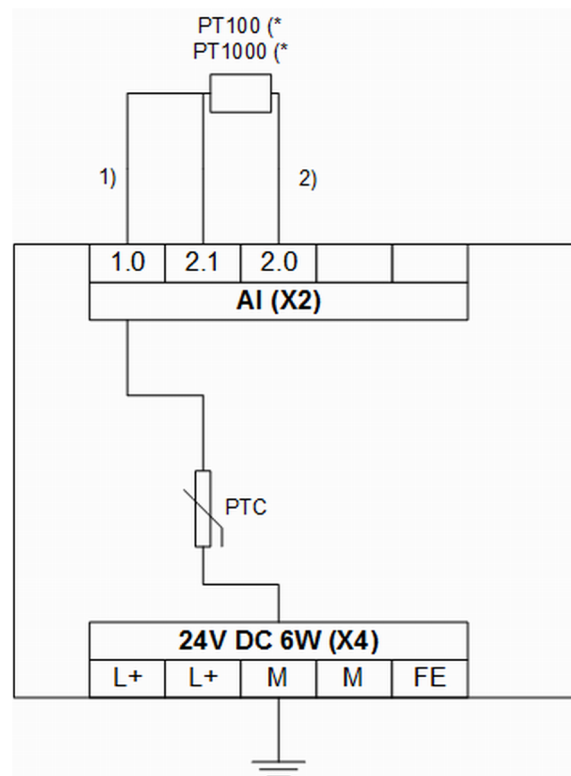 PT100 (*
PT1000 (*
1)
2)
1.0 2.1 2.0
AI (X2)
PTC
24V DC 6W (X4)
L+ L+ M M FE